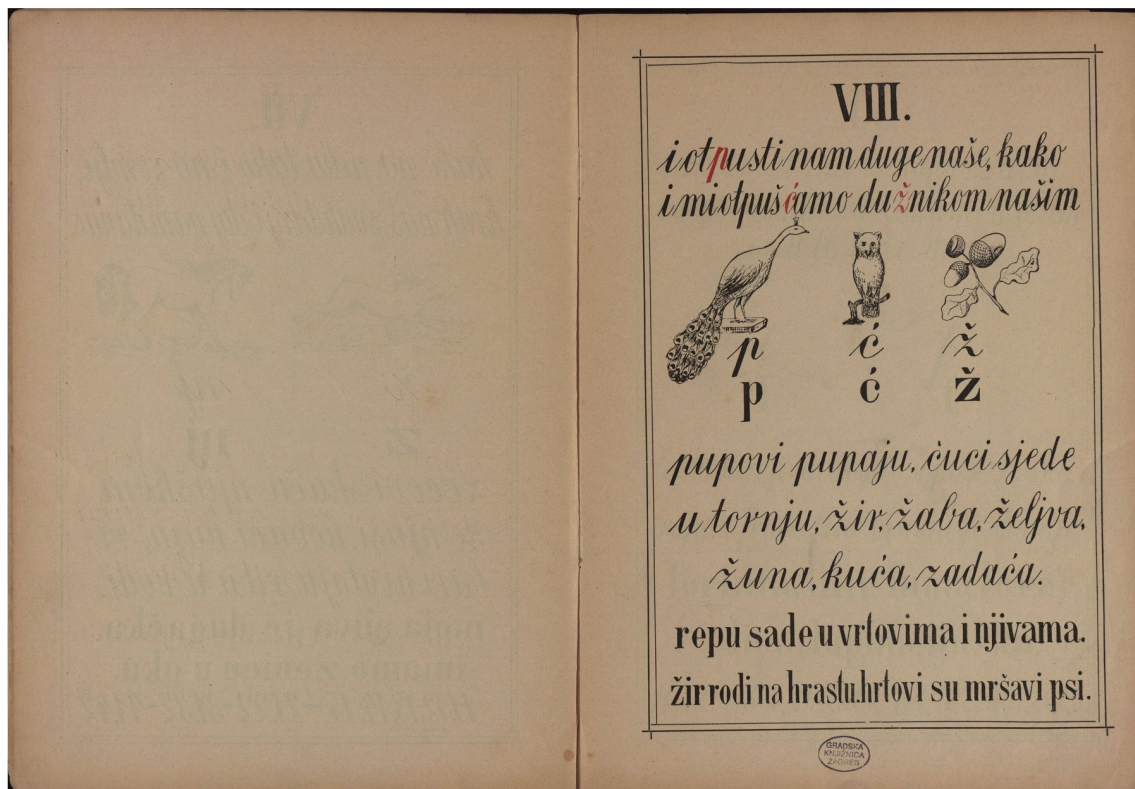 VIII.
i otpusti nam duge naše, kako
i mi otpušćamo dužnikom našim
p ć ž
p ć ž
pupovi pupaju. ćuci sjede
u tornju, žir, žaba, željva,
žuna, kuća, zadaća.
repu sade u vrtovima i njivama.
žir rodi na hrastu. hrtovi su mršavi psi.
GRADSKA
KNJIŽNICA
ZAGREB